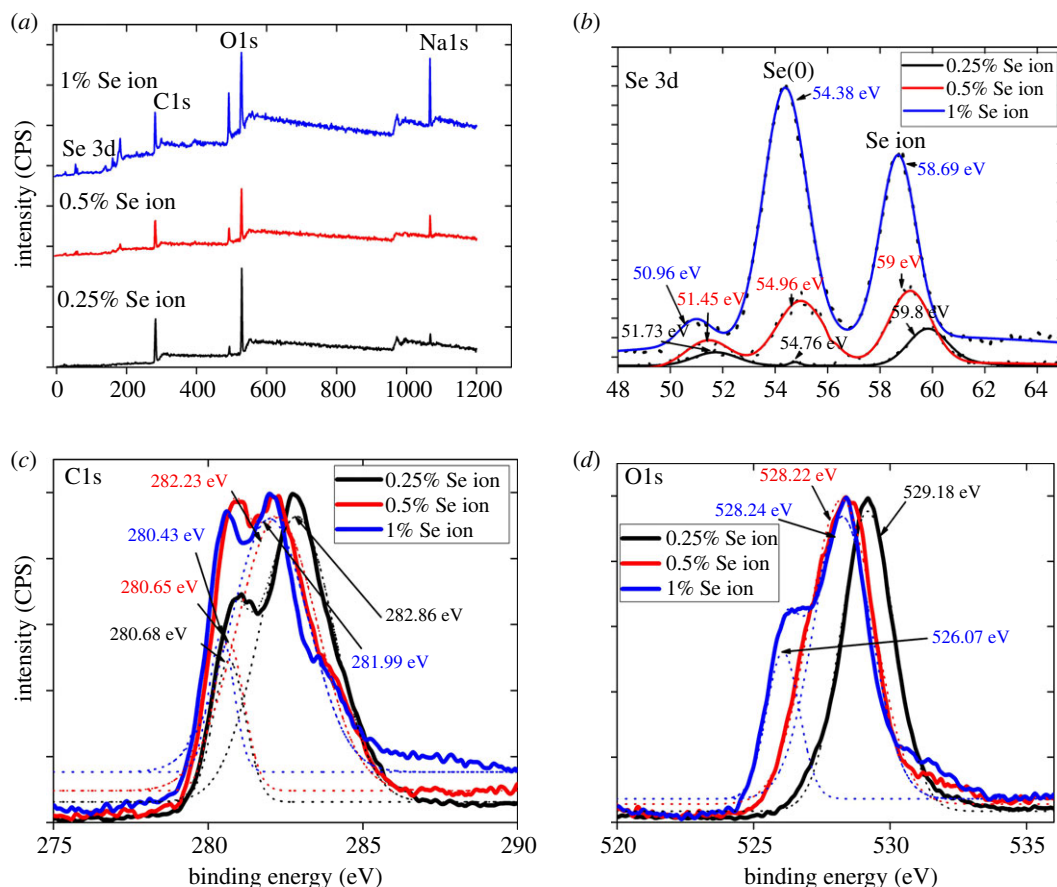 (a)
O1s
Na1s
1% Se ion
C1s
Se 3d
0.5% Se ion
0.25% Se ion
intensity (CPS)
0 200 400 600 800 1000 1200
(b)
Se 3d
Se(0)
0.25% Se ion
0.5% Se ion
1% Se ion
54.38 eV
Se ion
58.69 eV
50.96 eV
51.45 eV
54.96 eV
59 eV
51.73 eV
54.76 eV
59.8 eV
48 50 52 54 56 58 60 62 64
(c)
C1s
282.23 eV
0.25% Se ion
0.5% Se ion
1% Se ion
280.43 eV
280.65 eV
280.68 eV
282.86 eV
281.99 eV
intensity (CPS)
275 280 285 290
binding energy (eV)
(d)
O1s
528.22 eV
529.18 eV
528.24 eV
0.25% Se ion
0.5% Se ion
1% Se ion
526.07 eV
520 525 530 535
binding energy (eV)